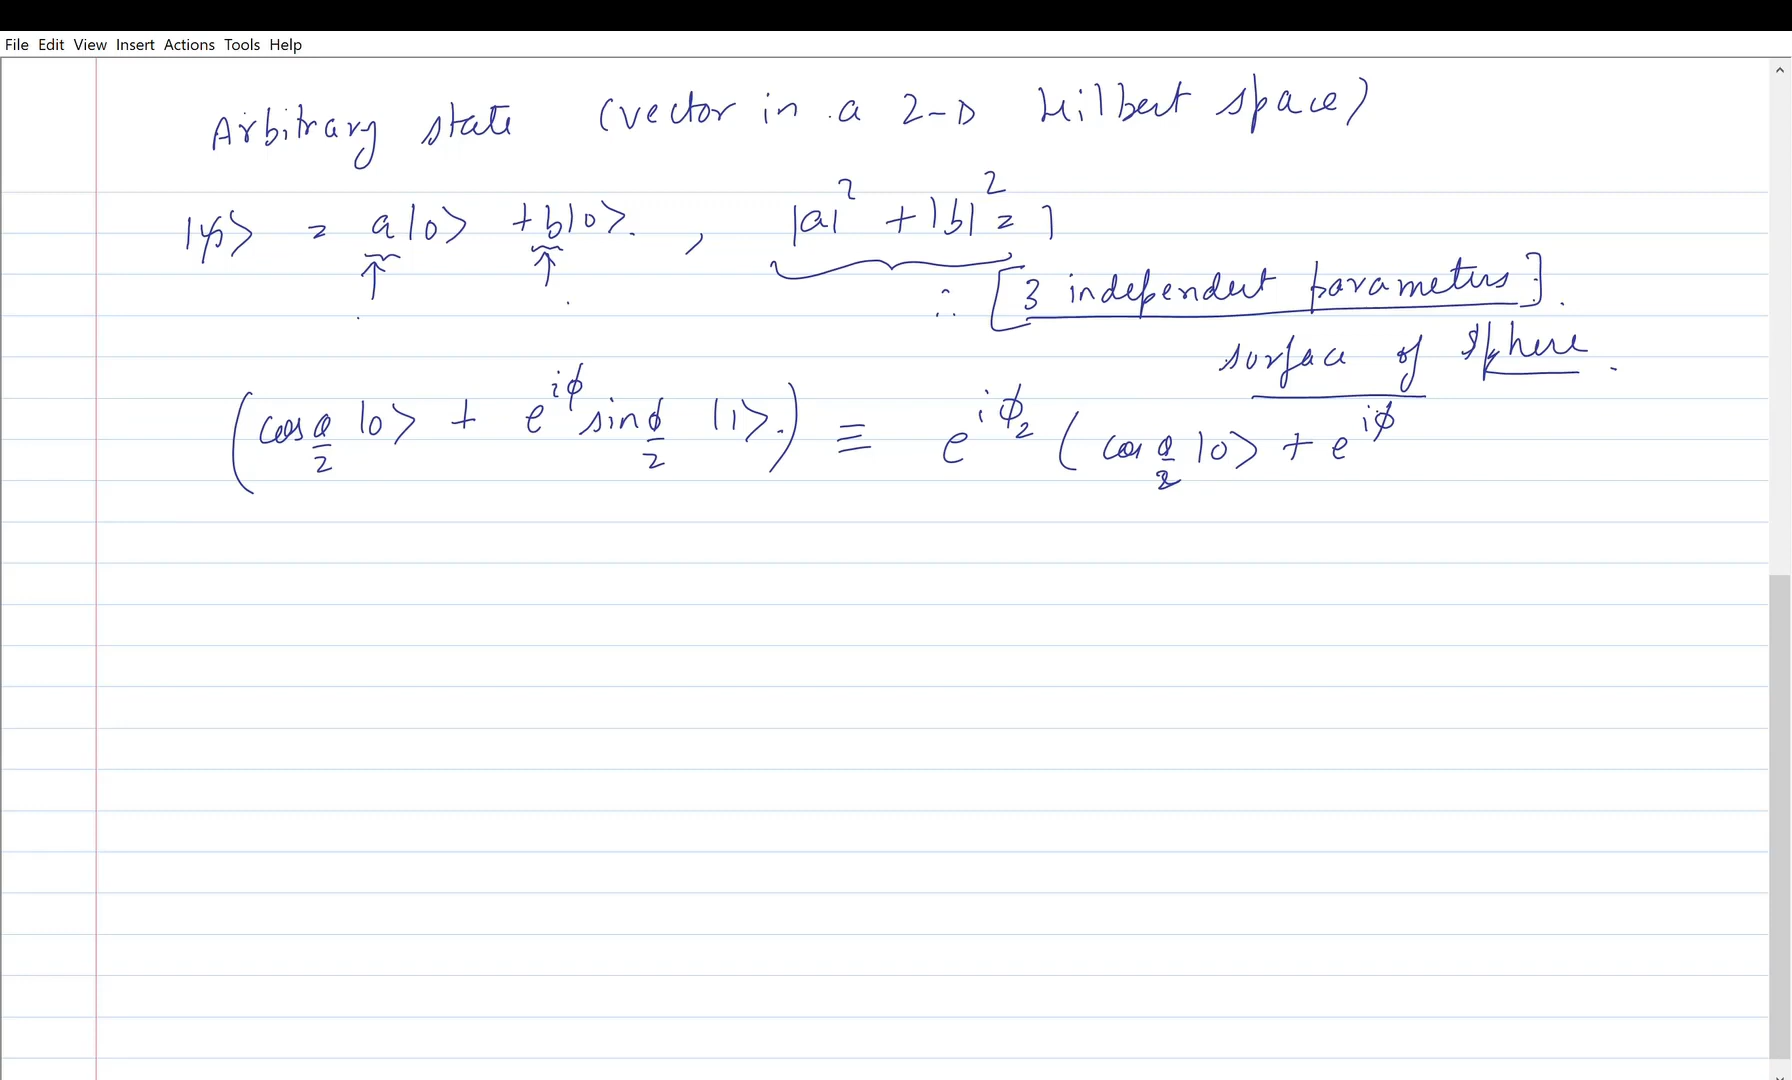 File Edit View Insert Actions Tools Help
Arbitrary state (vector in a 2-D Hilbert space)
|ψ> = a|0> + b|0>. , |a|² + |b|² = 1
∴ [3 independent parameters].
surface of sphere.
(cos θ/2 |0> + e^{iϕ} sin ϕ/2 |1>.) ≡ e^{iϕ₂} (cos θ/2 |0> + e^{iϕ}